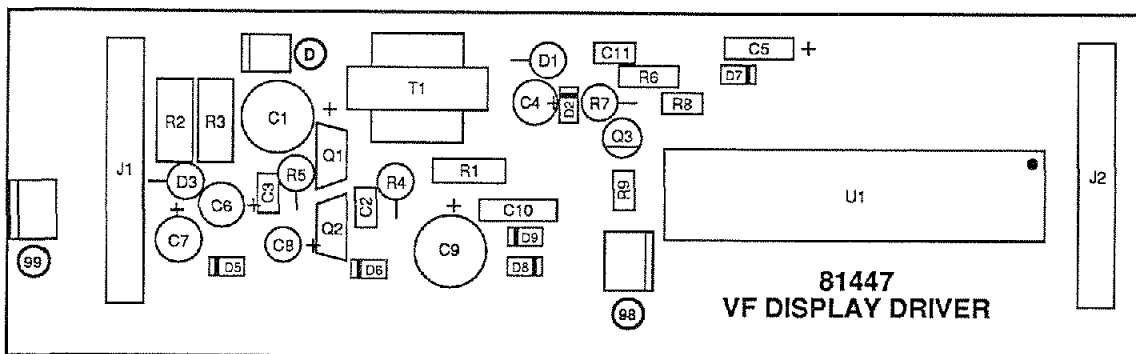 D
D1
C11
C5 +
R6
D7
T1
C4 +
D2
R7
R8
R2
R3
C1 +
Q3
Q1
J1
R5
R4
R1
R9
U1
J2
D3
C3
C6 +
C2
C10
+
C7
Q2
+
C8 +
C9
D9
99
D5
D6
D8
98
81447
VF DISPLAY DRIVER